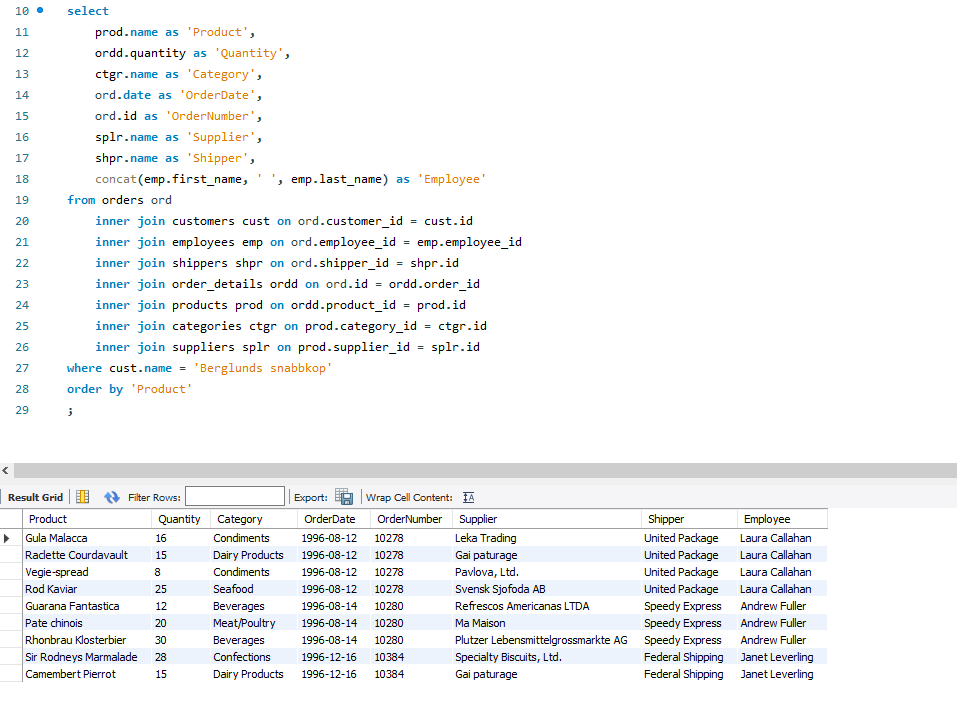 10 select
11 prod.name as 'Product',
12 ordd.quantity as 'Quantity',
13 ctgr.name as 'Category',
14 ord.date as 'OrderDate',
15 ord.id as 'OrderNumber',
16 splr.name as 'Supplier',
17 shpr.name as 'Shipper',
18 concat(emp.first_name, ' ', emp.last_name) as 'Employee'
19 from orders ord
20 inner join customers cust on ord.customer_id = cust.id
21 inner join employees emp on ord.employee_id = emp.employee_id
22 inner join shippers shpr on ord.shipper_id = shpr.id
23 inner join order_details ordd on ord.id = ordd.order_id
24 inner join products prod on ordd.product_id = prod.id
25 inner join categories ctgr on prod.category_id = ctgr.id
26 inner join suppliers splr on prod.supplier_id = splr.id
27 where cust.name = 'Berglunds snabbkop'
28 order by 'Product'
29 ;
Result Grid Filter Rows: Export: Wrap Cell Content:
Product Quantity Category OrderDate OrderNumber Supplier Shipper Employee
Gula Malacca 16 Condiments 1996-08-12 10278 Leka Trading United Package Laura Callahan
Raclette Courdavault 15 Dairy Products 1996-08-12 10278 Gai paturage United Package Laura Callahan
Vegie-spread 8 Condiments 1996-08-12 10278 Pavlova, Ltd. United Package Laura Callahan
Rod Kaviar 25 Seafood 1996-08-12 10278 Svensk Sjofoda AB United Package Laura Callahan
Guarana Fantastica 12 Beverages 1996-08-14 10280 Refrescos Americanas LTDA Speedy Express Andrew Fuller
Pate chinois 20 Meat/Poultry 1996-08-14 10280 Ma Maison Speedy Express Andrew Fuller
Rhonbrau Klosterbier 30 Beverages 1996-08-14 10280 Plutzer Lebensmittelgrossmarkte AG Speedy Express Andrew Fuller
Sir Rodneys Marmalade 28 Confections 1996-12-16 10384 Specialty Biscuits, Ltd. Federal Shipping Janet Leverling
Camembert Pierrot 15 Dairy Products 1996-12-16 10384 Gai paturage Federal Shipping Janet Leverling